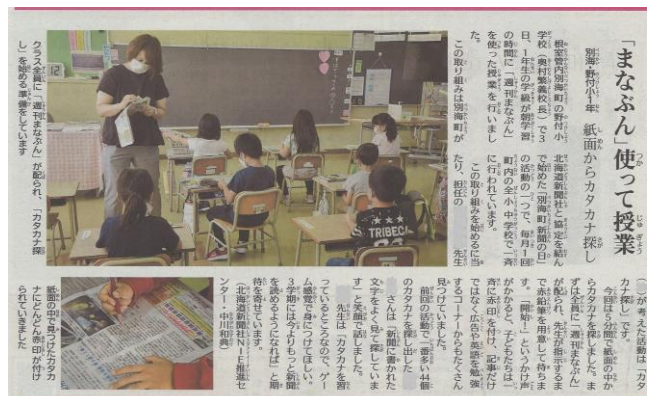 「まなぶん」使って授業
別海野付小1年 紙面からカタカナ探し
根室管内別海町の野付小
学校（奥村繁義校長）で3
日、1年生の学級が朝学習
の時間に「週刊まなぶん」
を使った授業を行いまし
た。
この取り組みは別海町が
北海道新聞社と協定を結ん
で始めた「別海町新聞の日」
の活動の一つで、毎月1回
町内の全小中学校で一斉
に行われています。
この取り組みを始めるに当
たり、担任の 先生
が考えた活動は「カタ
カナ探し」です。
今回は5分間で紙面の中か
らカタカナを探しました。ま
ずは全員に「週刊まなぶん」
が配られ、先生が指示するま
で赤鉛筆を用意して待ちま
す。「開始！」というかけ声
がかかると、子どもたちは一
斉に赤印を付け、記事だけ
ではなく広告や英語を勉強
するコーナーからもたくさん
見つけていました。
前回の活動で一番多い44個
のカタカナを探し出した
さんは「新聞に書かれた
文字をよく見て探していま
す」と笑顔で話しました。
先生は「カタカナを習
っているところなので、ゲー
ム感覚で身につけてほしい。
3学期には今よりもっと新聞
を読めるようになれば」と期
待を寄せています。
（北海道新聞社NIE推進セ
ンター・中川和典）
クラス全員に「週刊まなぶん」が配られ、「カタカナ探
し」を始める準備をしています
紙面の中で見つけたカタカ
ナにどんどん赤印が付け
られていきました
TRIBECA
12